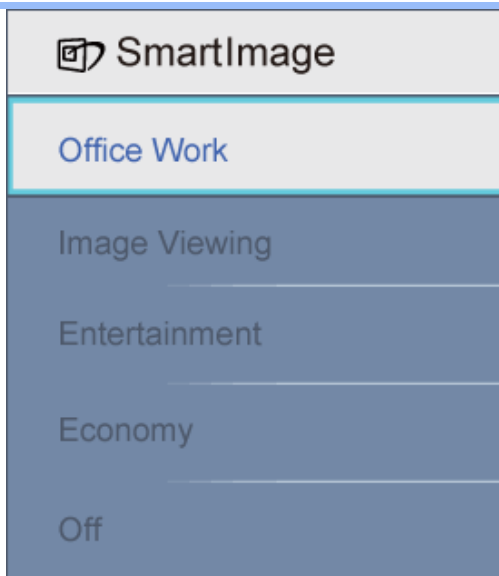 SmartImage
Office Work
Image Viewing
Entertainment
Economy
Off